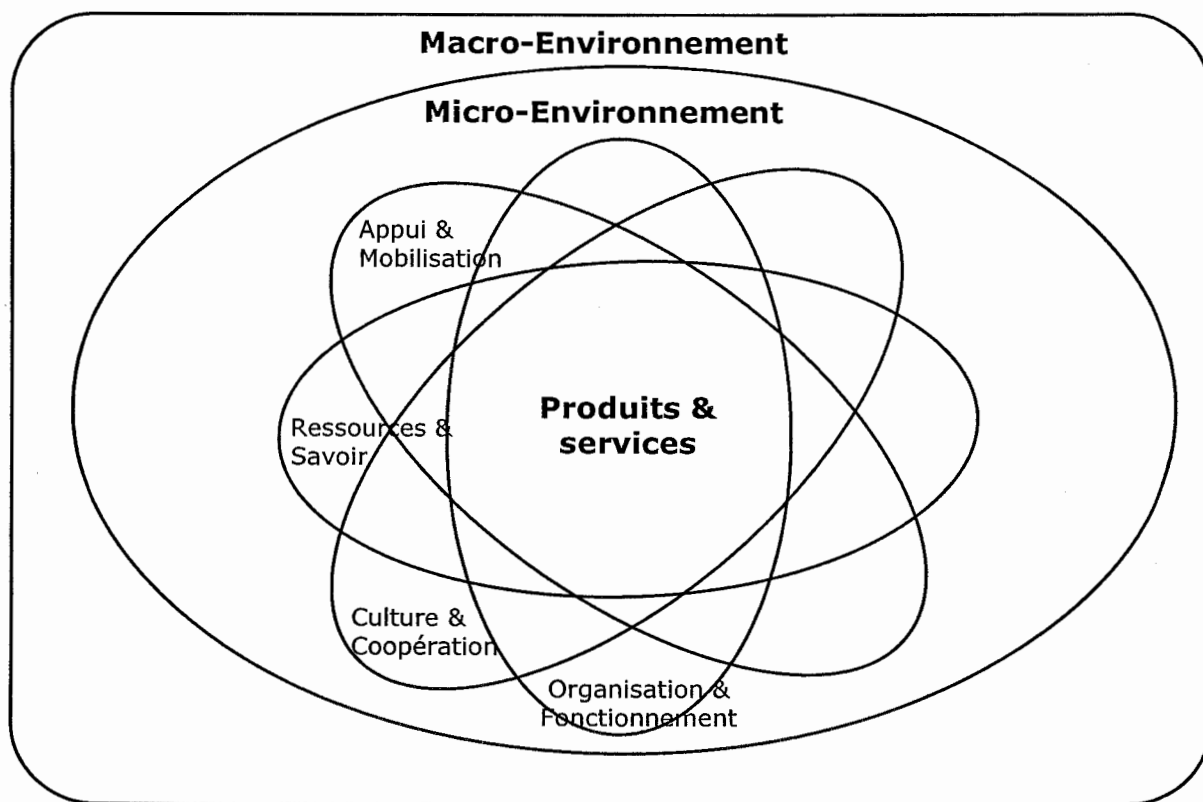 Macro-Environnement
Micro-Environnement
Appui &
Mobilisation
Produits &
services
Ressources &
Savoir
Culture &
Coopération
Organisation &
Fonctionnement